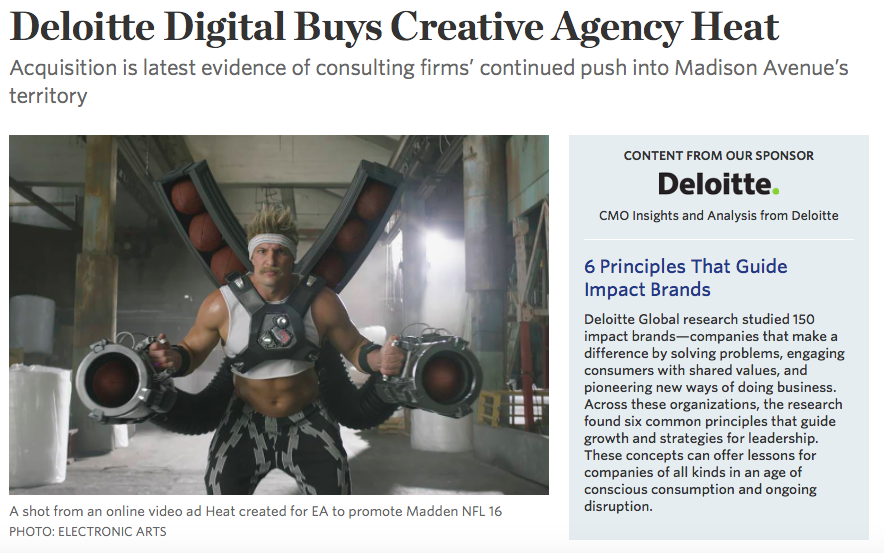 Deloitte Digital Buys Creative Agency Heat
Acquisition is latest evidence of consulting firms’ continued push into Madison Avenue’s
territory
A shot from an online video ad Heat created for EA to promote Madden NFL 16
PHOTO: ELECTRONIC ARTS
CONTENT FROM OUR SPONSOR
Deloitte.
CMO Insights and Analysis from Deloitte
6 Principles That Guide
Impact Brands
Deloitte Global research studied 150
impact brands—companies that make a
difference by solving problems, engaging
consumers with shared values, and
pioneering new ways of doing business.
Across these organizations, the research
found six common principles that guide
growth and strategies for leadership.
These concepts can offer lessons for
companies of all kinds in an age of
conscious consumption and ongoing
disruption.